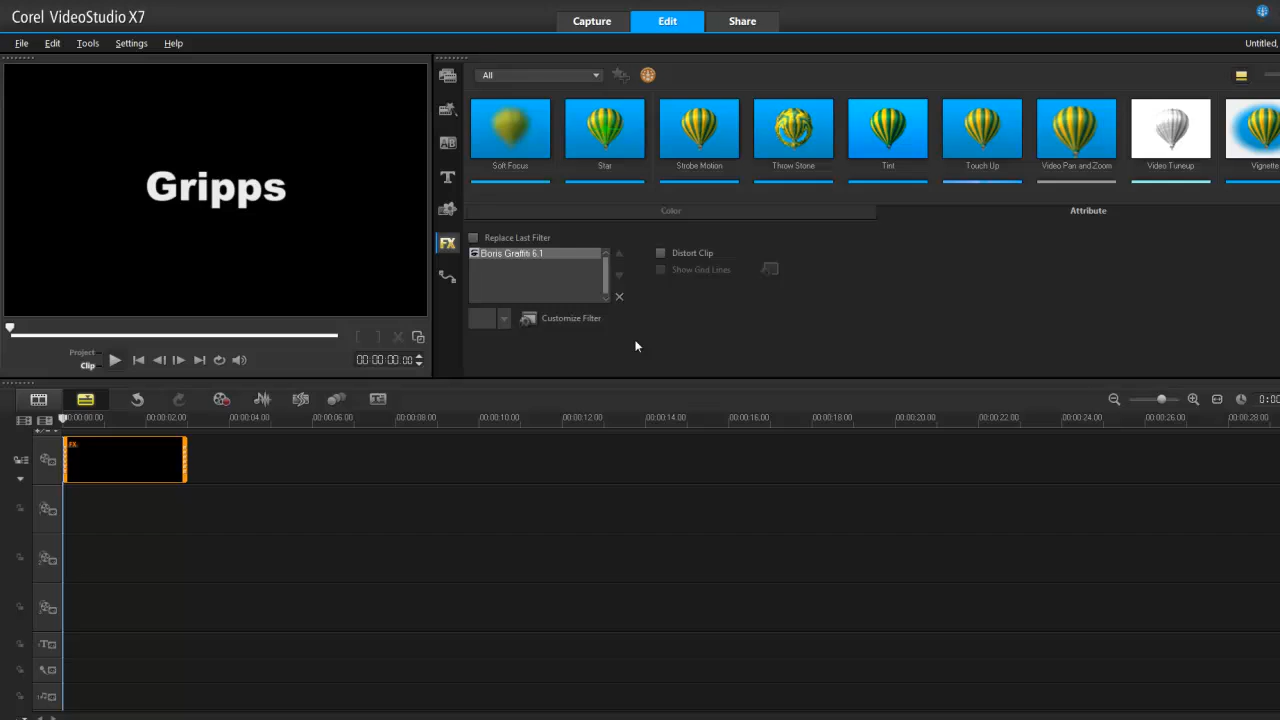 Corel VideoStudio X7
Capture Edit Share
File Edit Tools Settings Help Untitled,
All
Gripps
Soft Focus Star Strobe Motion Throw Stone Tint Touch Up Video Pan and Zoom Video Tuneup Vignette
Color Attribute
Replace Last Filter
Boris Graffiti 6.1
Distort Clip
Show Grid Lines
Customize Filter
Project
Clip
00:00:00.00
0:00
00:00:00.00 00:00:02.00 00:00:04.00 00:00:06.00 00:00:08.00 00:00:10.00 00:00:12.00 00:00:14.00 00:00:16.00 00:00:18.00 00:00:20.00 00:00:22.00 00:00:24.00 00:00:26.00 00:00:28.00
FX